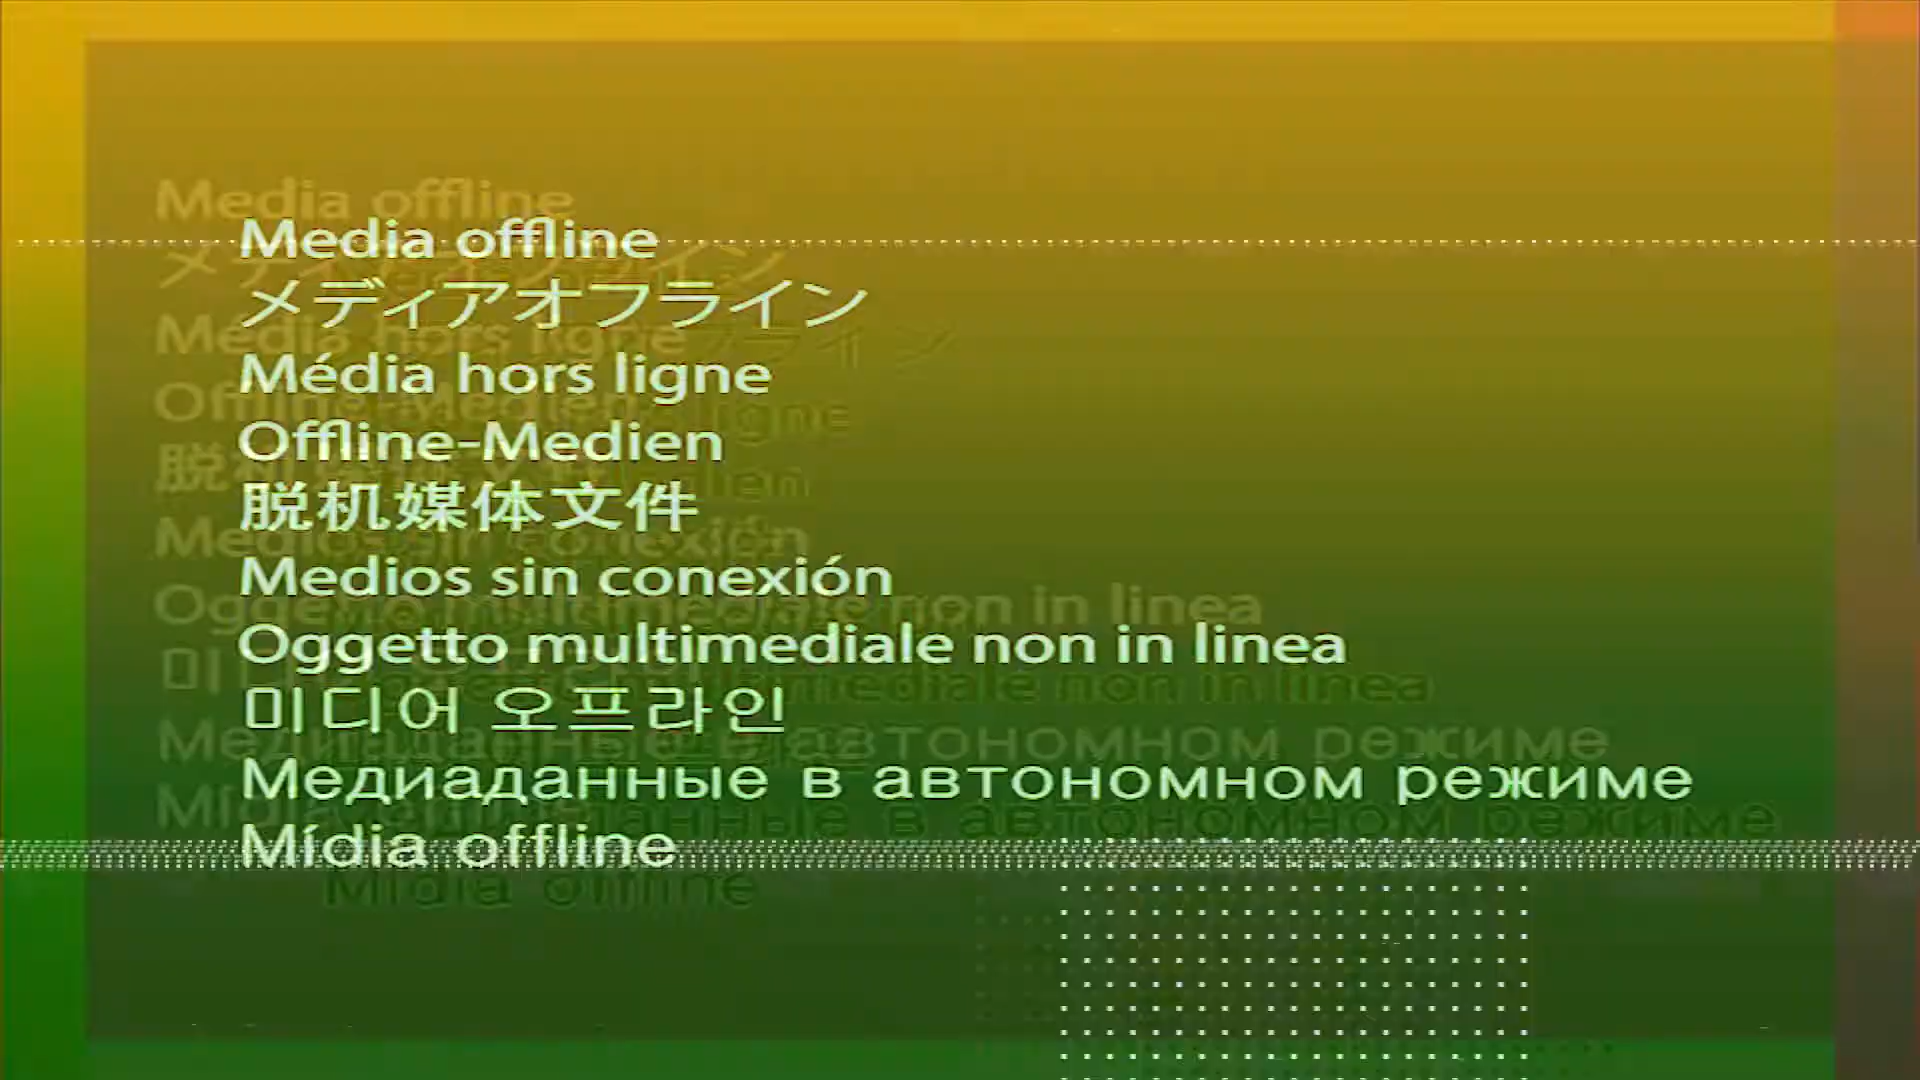 Media offline
メディアオフライン
Média hors ligne
Offline-Medien
脱机媒体文件
Medios sin conexión
Oggetto multimediale non in linea
미디어 오프라인
Медиаданные в автономном режиме
Mídia offline